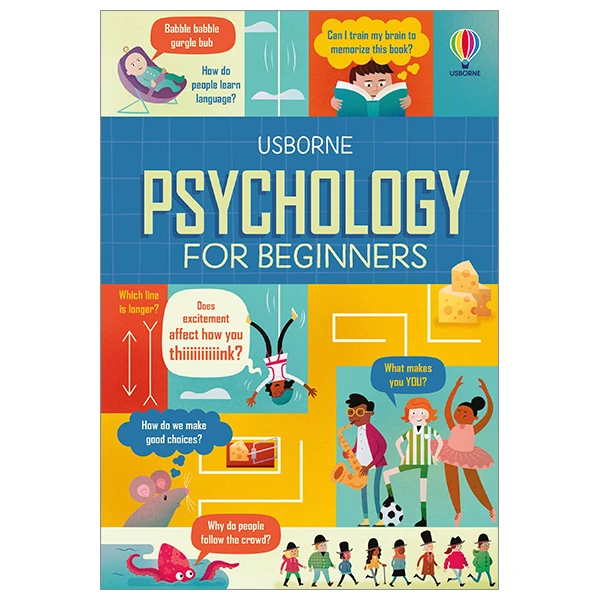 Babble babble
gurgle bub
How do
people learn
language?
Can I train my brain to
memorize this book?
USBORNE
USBORNE
PSYCHOLOGY
FOR BEGINNERS
Which line
is longer?
Does
excitement
affect how you
thiiiiiiiiiink?
What makes
you YOU?
How do we make
good choices?
Why do people
follow the crowd?